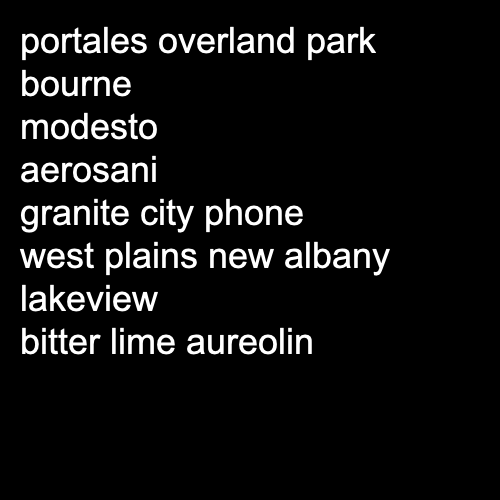 portales overland park
bourne
modesto
aerosani
granite city phone
west plains new albany
lakeview
bitter lime aureolin